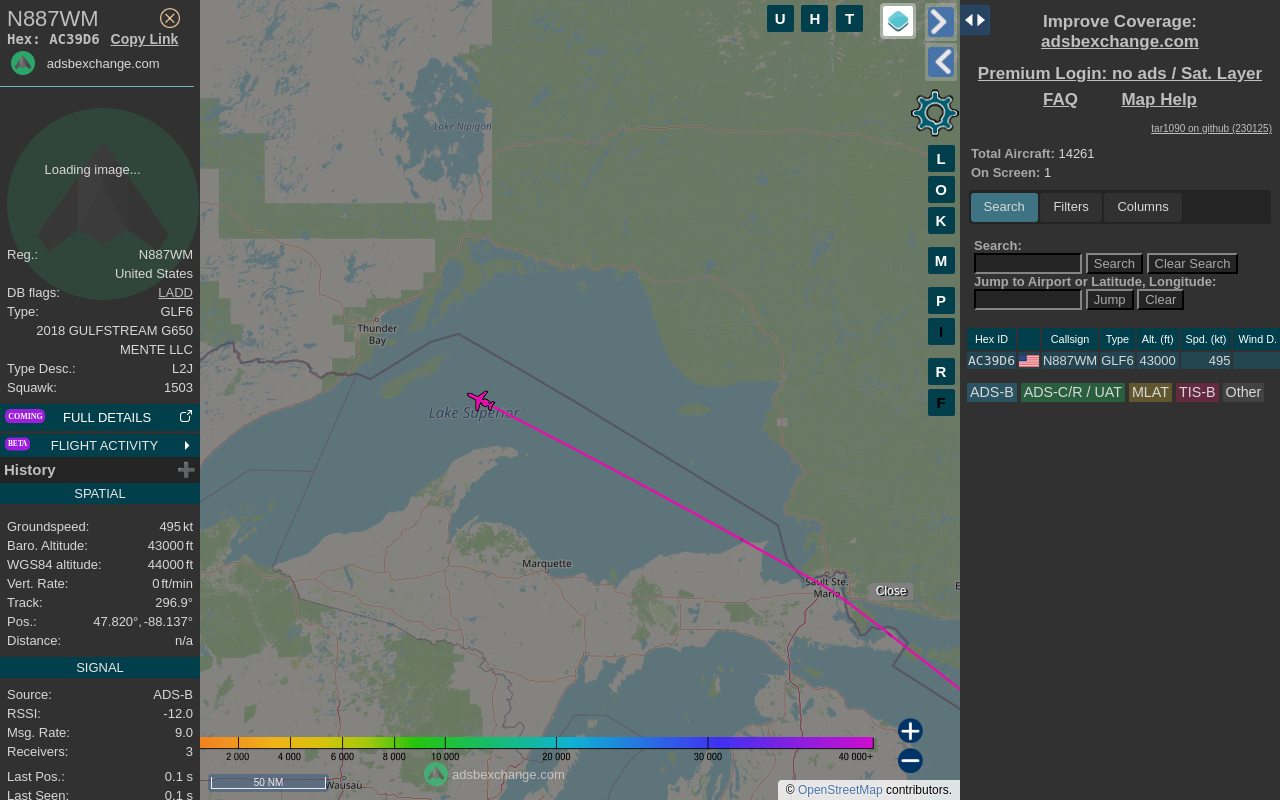 N887WM
Hex: AC39D6 Copy Link
adsbexchange.com
Loading image...
Reg.: N887WM
United States
DB flags: LADD
Type: GLF6
2018 GULFSTREAM G650
MENTE LLC
Type Desc.: L2J
Squawk: 1503
COMING FULL DETAILS
BETA FLIGHT ACTIVITY
History
SPATIAL
Groundspeed: 495 kt
Baro. Altitude: 43000 ft
WGS84 altitude: 44000 ft
Vert. Rate: 0 ft/min
Track: 296.9°
Pos.: 47.820°, -88.137°
Distance: n/a
SIGNAL
Source: ADS-B
RSSI: -12.0
Msg. Rate: 9.0
Receivers: 3
Last Pos.: 0.1 s
Last Seen: 0.1 s
U H T
L
O
K
M
P
I
R
F
Lake Nipigon
Thunder
Bay
Lake Superior
Marquette
Sault Ste.
Marie
Close
E
2 000 4 000 6 000 8 000 10 000 20 000 30 000 40 000+
50 NM
Wausau
adsbexchange.com
© OpenStreetMap contributors.
Improve Coverage:
adsbexchange.com
Premium Login: no ads / Sat. Layer
FAQ Map Help
tar1090 on github (230125)
Total Aircraft: 14261
On Screen: 1
Search Filters Columns
Search:
Search Clear Search
Jump to Airport or Latitude, Longitude:
Jump Clear
Hex ID Callsign Type Alt. (ft) Spd. (kt) Wind D.
AC39D6 N887WM GLF6 43000 495
ADS-B ADS-C/R / UAT MLAT TIS-B Other